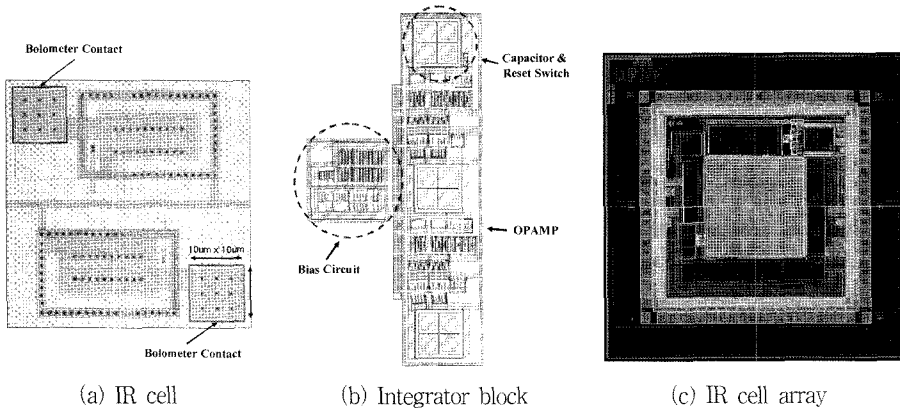 Bolometer Contact
10um x 10um
Bolometer Contact
Capacitor &
Reset Switch
OPAMP
Bias Circuit
(a) IR cell
(b) Integrator block
(c) IR cell array